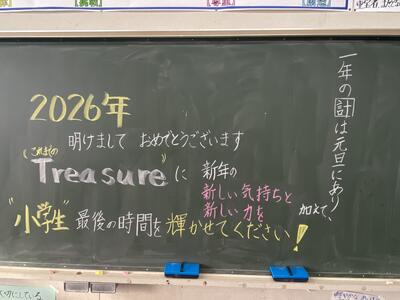 一年の計は元旦にあり
2026年
明けまして おめでとうございます
(これまでの)
"Treasure"に 新年の
新しい気持ちと
新しい力を 加えて、
"小学生"最後の時間を輝かせてください!